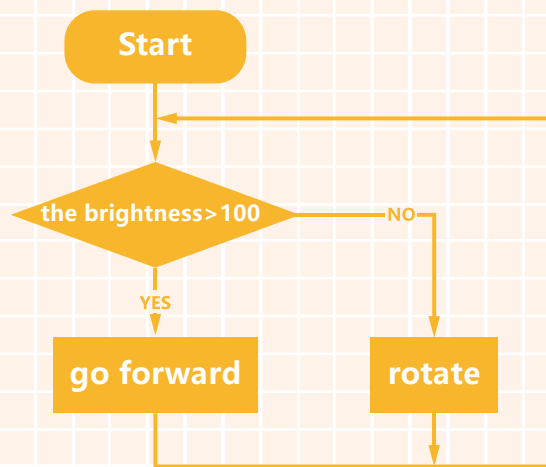 Start
the brightness>100
NO
YES
go forward
rotate